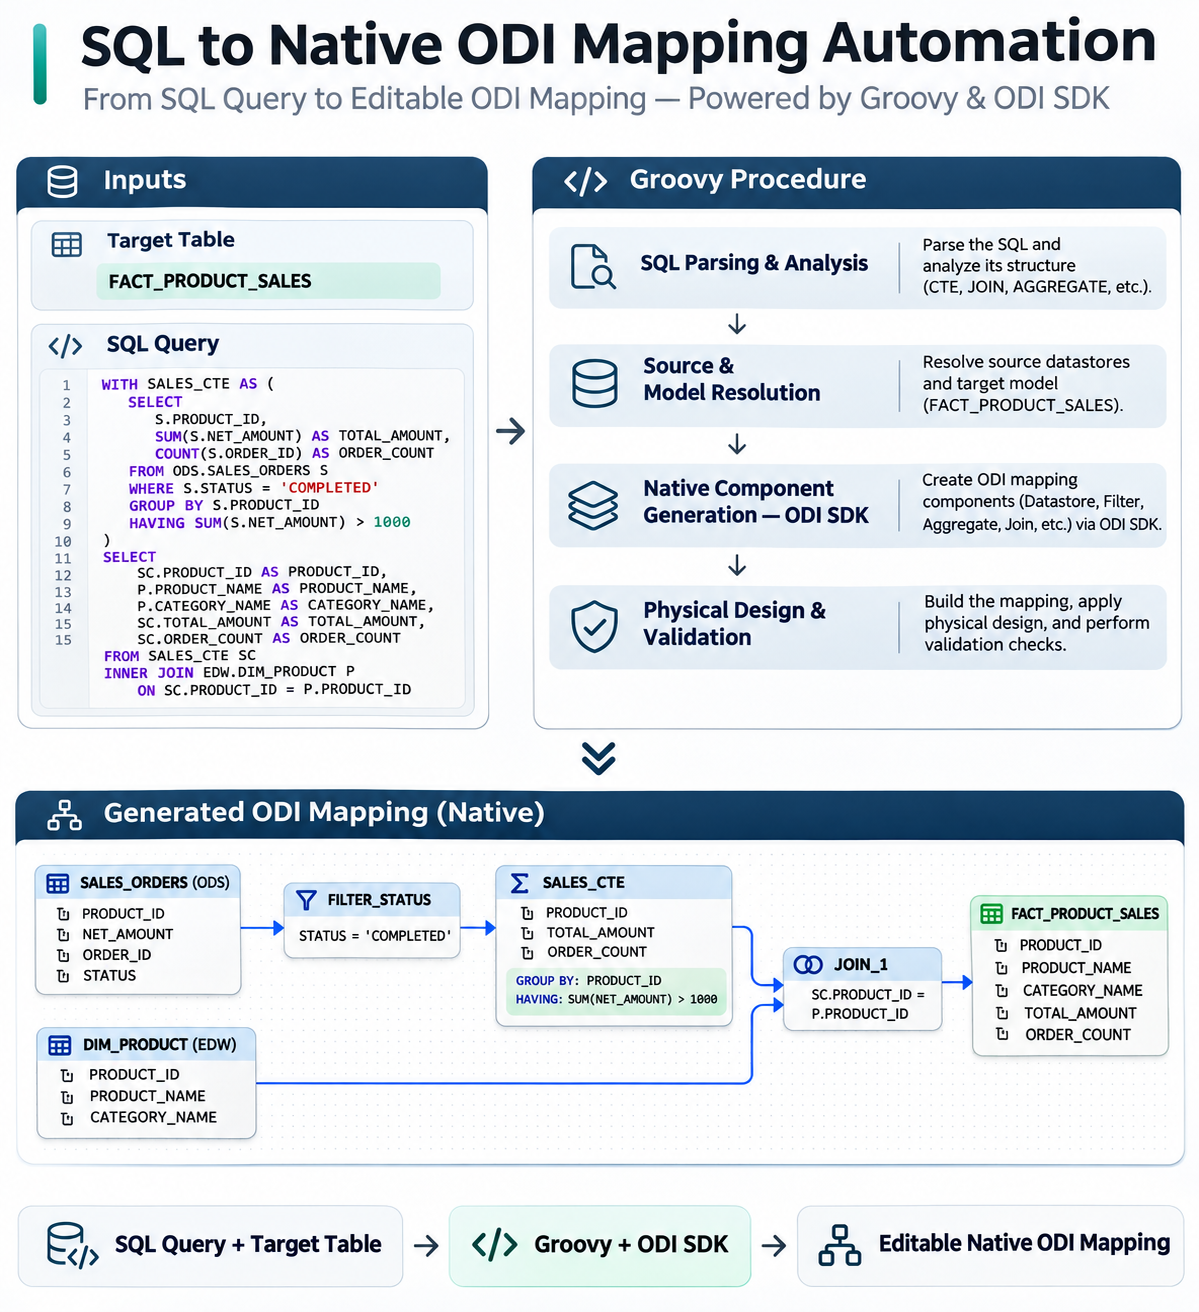 SQL to Native ODI Mapping Automation
From SQL Query to Editable ODI Mapping — Powered by Groovy & ODI SDK
Inputs
Target Table
FACT_PRODUCT_SALES
SQL Query
1 WITH SALES_CTE AS (
2 SELECT
3 S.PRODUCT_ID,
4 SUM(S.NET_AMOUNT) AS TOTAL_AMOUNT,
5 COUNT(S.ORDER_ID) AS ORDER_COUNT
6 FROM ODS.SALES_ORDERS S
7 WHERE S.STATUS = 'COMPLETED'
8 GROUP BY S.PRODUCT_ID
9 HAVING SUM(S.NET_AMOUNT) > 1000
10 )
11 SELECT
12 SC.PRODUCT_ID AS PRODUCT_ID,
13 P.PRODUCT_NAME AS PRODUCT_NAME,
14 P.CATEGORY_NAME AS CATEGORY_NAME,
15 SC.TOTAL_AMOUNT AS TOTAL_AMOUNT,
15 SC.ORDER_COUNT AS ORDER_COUNT
FROM SALES_CTE SC
INNER JOIN EDW.DIM_PRODUCT P
ON SC.PRODUCT_ID = P.PRODUCT_ID
Groovy Procedure
SQL Parsing & Analysis
Parse the SQL and
analyze its structure
(CTE, JOIN, AGGREGATE, etc.).
Source &
Model Resolution
Resolve source datastores
and target model
(FACT_PRODUCT_SALES).
Native Component
Generation — ODI SDK
Create ODI mapping
components (Datastore, Filter,
Aggregate, Join, etc.) via ODI SDK.
Physical Design &
Validation
Build the mapping, apply
physical design, and perform
validation checks.
Generated ODI Mapping (Native)
SALES_ORDERS (ODS)
PRODUCT_ID
NET_AMOUNT
ORDER_ID
STATUS
FILTER_STATUS
STATUS = 'COMPLETED'
SALES_CTE
PRODUCT_ID
TOTAL_AMOUNT
ORDER_COUNT
GROUP BY: PRODUCT_ID
HAVING: SUM(NET_AMOUNT) > 1000
JOIN_1
SC.PRODUCT_ID =
P.PRODUCT_ID
FACT_PRODUCT_SALES
PRODUCT_ID
PRODUCT_NAME
CATEGORY_NAME
TOTAL_AMOUNT
ORDER_COUNT
DIM_PRODUCT (EDW)
PRODUCT_ID
PRODUCT_NAME
CATEGORY_NAME
SQL Query + Target Table
Groovy + ODI SDK
Editable Native ODI Mapping